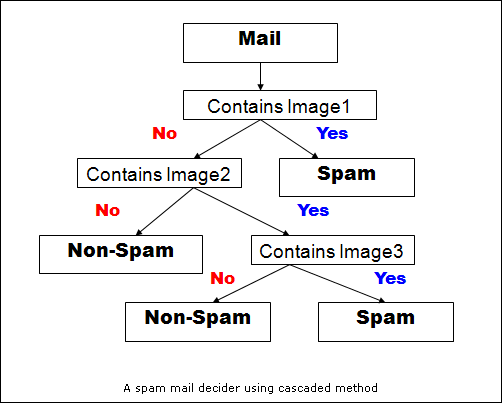 Mail
Contains Image1
No
Yes
Contains Image2
Spam
No
Yes
Non-Spam
Contains Image3
No
Yes
Non-Spam
Spam
A spam mail decider using cascaded method